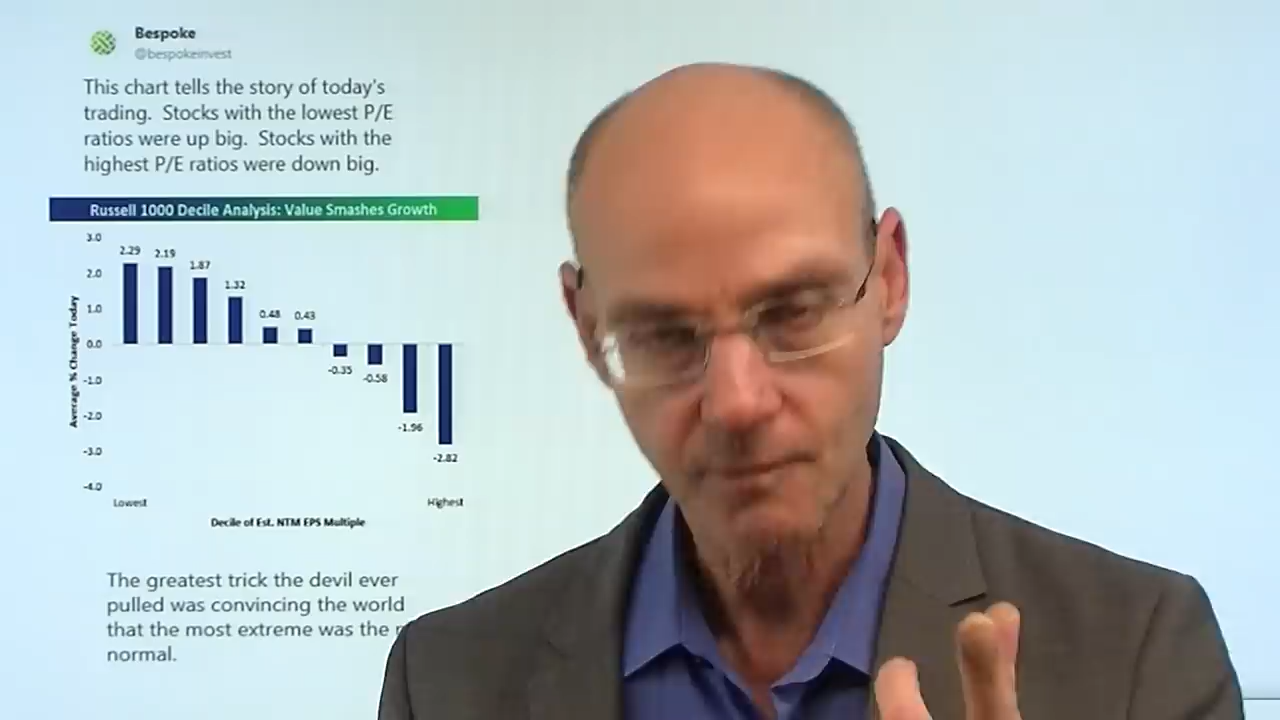 Bespoke
@bespokeinvest
This chart tells the story of today's
trading. Stocks with the lowest P/E
ratios were up big. Stocks with the
highest P/E ratios were down big.
Russell 1000 Decile Analysis: Value Smashes Growth
3.0
2.0
1.0
0.0
-1.0
-2.0
-3.0
-4.0
Average % Change Today
2.29
2.19
1.87
1.32
0.48
0.43
-0.35
-0.58
-1.96
-2.82
Lowest
Highest
Decile of Est. NTM EPS Multiple
The greatest trick the devil ever
pulled was convincing the world
that the most extreme was the
normal.